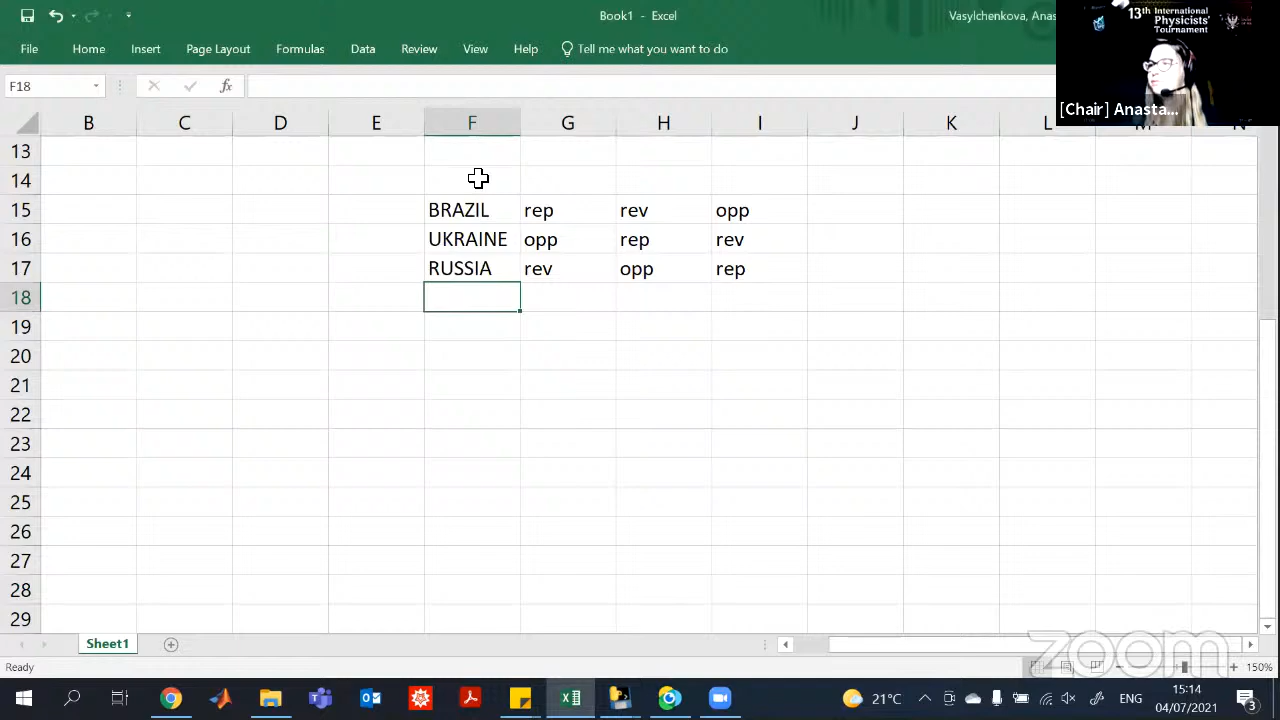 Book1 - Excel
Vasylchenkova, Anas
13th International
Physicists'
Tournament
[Chair] Anasta...
File Home Insert Page Layout Formulas Data Review View Help Tell me what you want to do
F18 fx
B C D E F G H I J K L M N
13
14
15 BRAZIL rep rev opp
16 UKRAINE opp rep rev
17 RUSSIA rev opp rep
18
19
20
21
22
23
24
25
26
27
28
29
Sheet1
zoom
Ready 150%
21°C ENG 15:14
04/07/2021
3